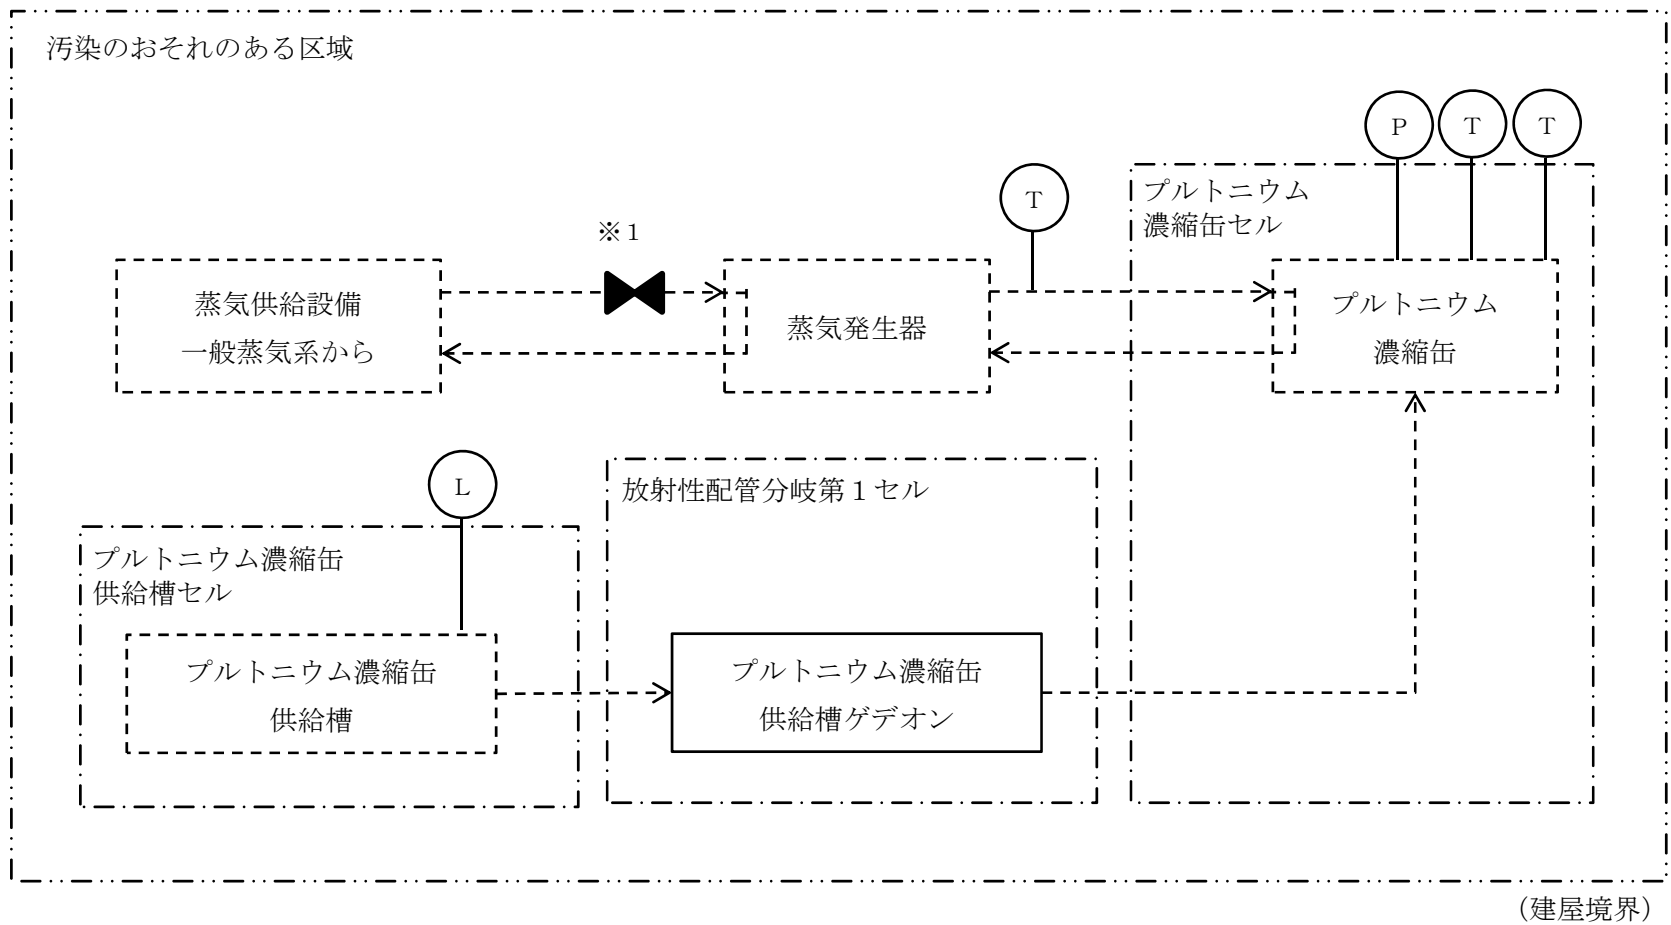 汚染のおそれのある区域
P
T
T
T
プルトニウム
濃縮缶セル
※１
蒸気供給設備
一般蒸気系から
蒸気発生器
プルトニウム
濃縮缶
L
放射性配管分岐第１セル
プルトニウム濃縮缶
供給槽セル
プルトニウム濃縮缶
供給槽
プルトニウム濃縮缶
供給槽ゲデオン
（建屋境界）